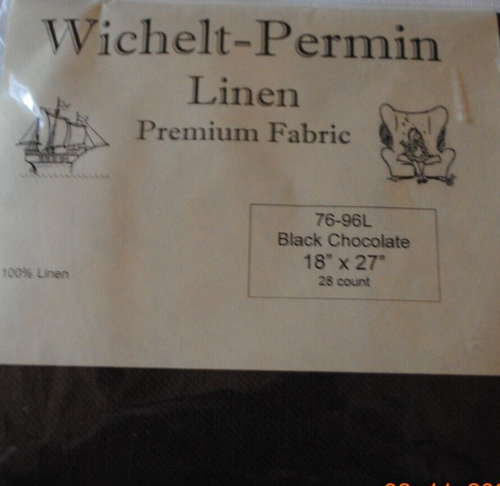 Wichelt-Permin
Linen
Premium Fabric
76-96L
Black Chocolate
18" x 27"
28 count
100% Linen